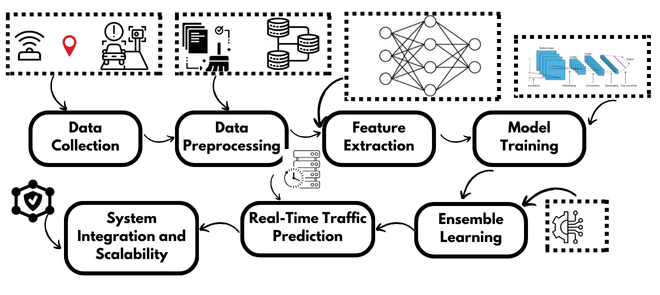 Data
Collection
Data
Preprocessing
Feature
Extraction
Model
Training
System
Integration and
Scalability
Real-Time Traffic
Prediction
Ensemble
Learning